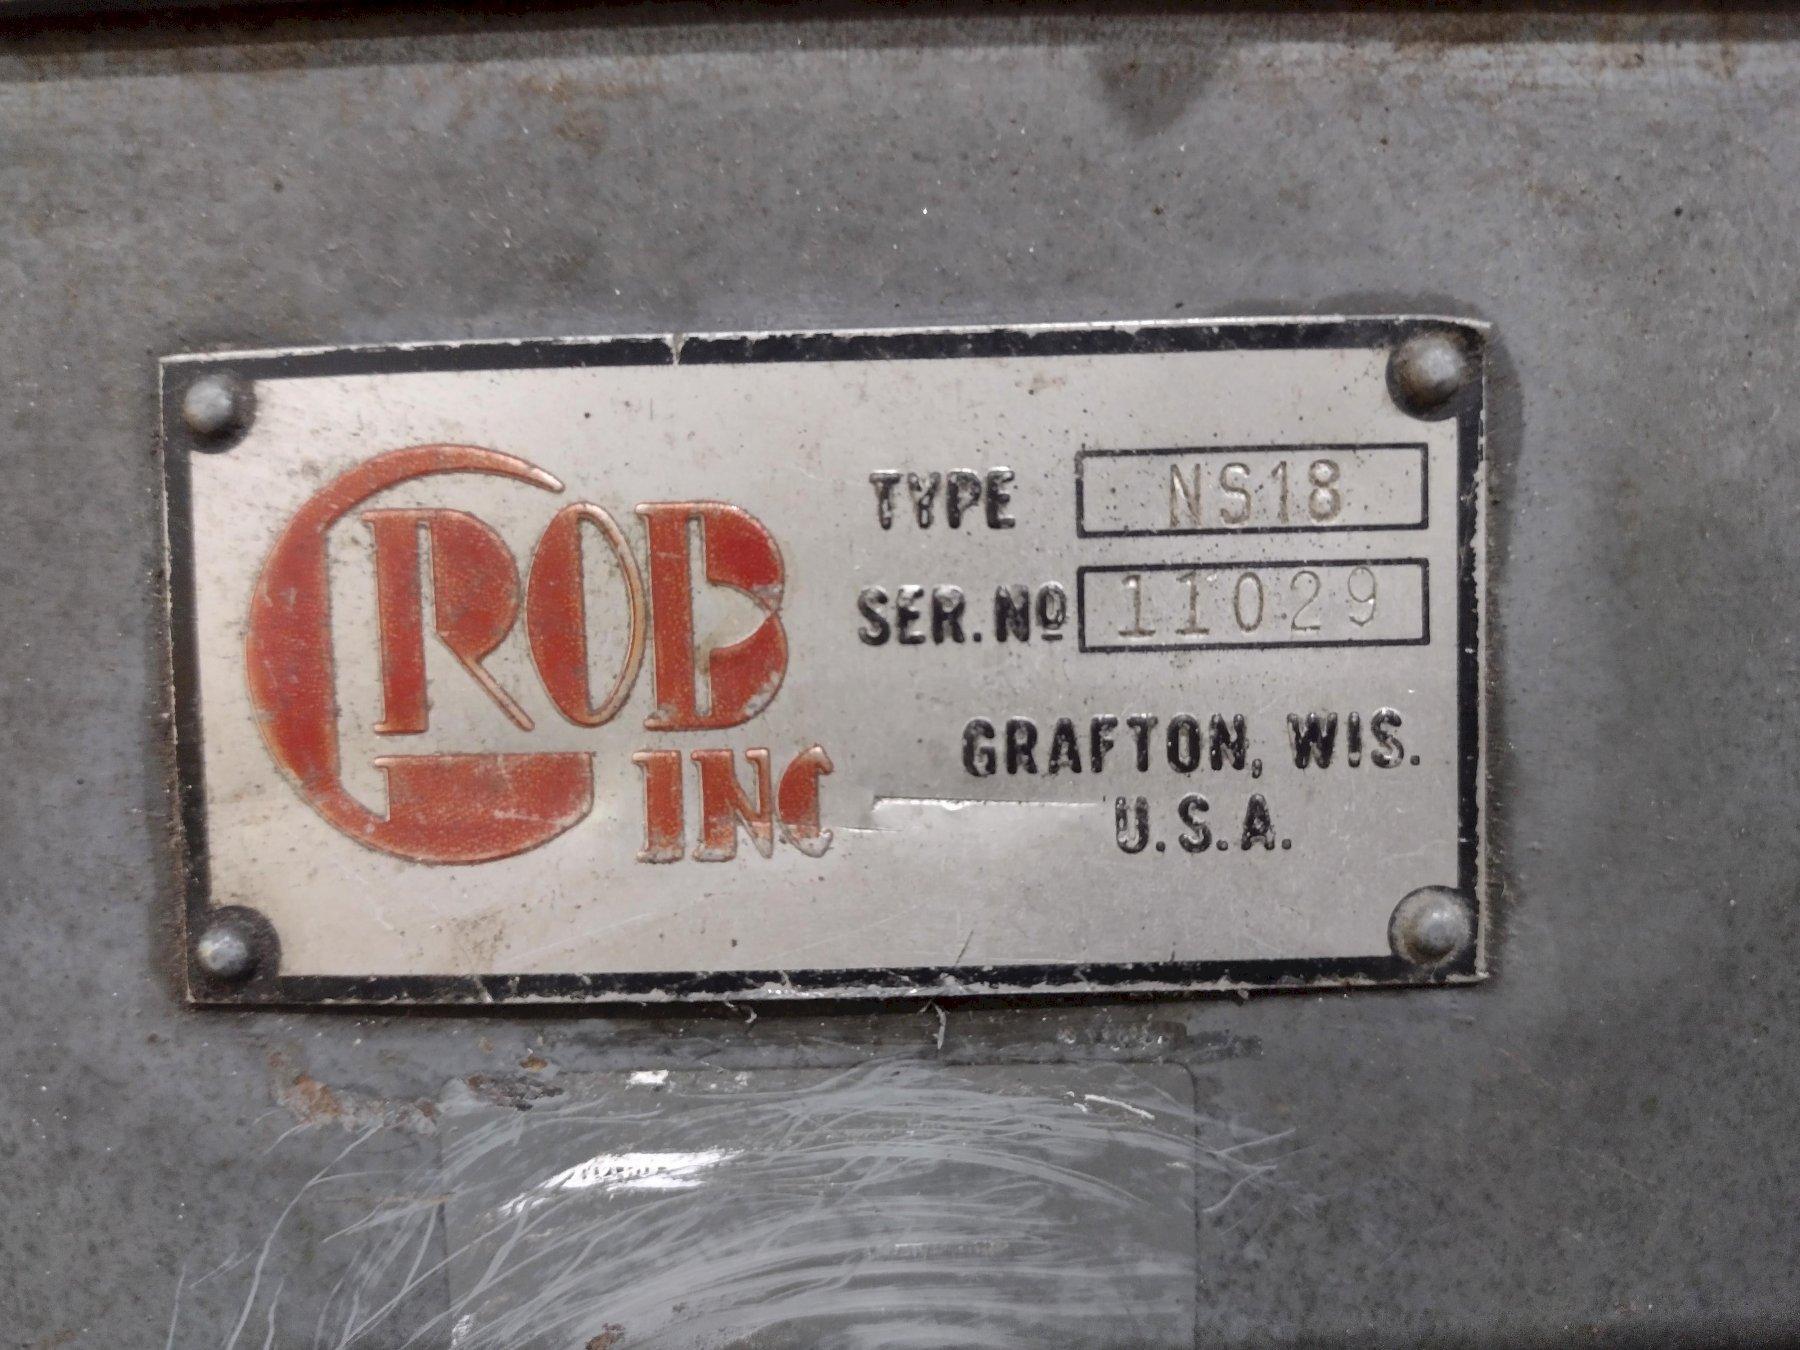 GROB
INC
TYPE NS18
SER. Nº 11029
GRAFTON, WIS.
U.S.A.